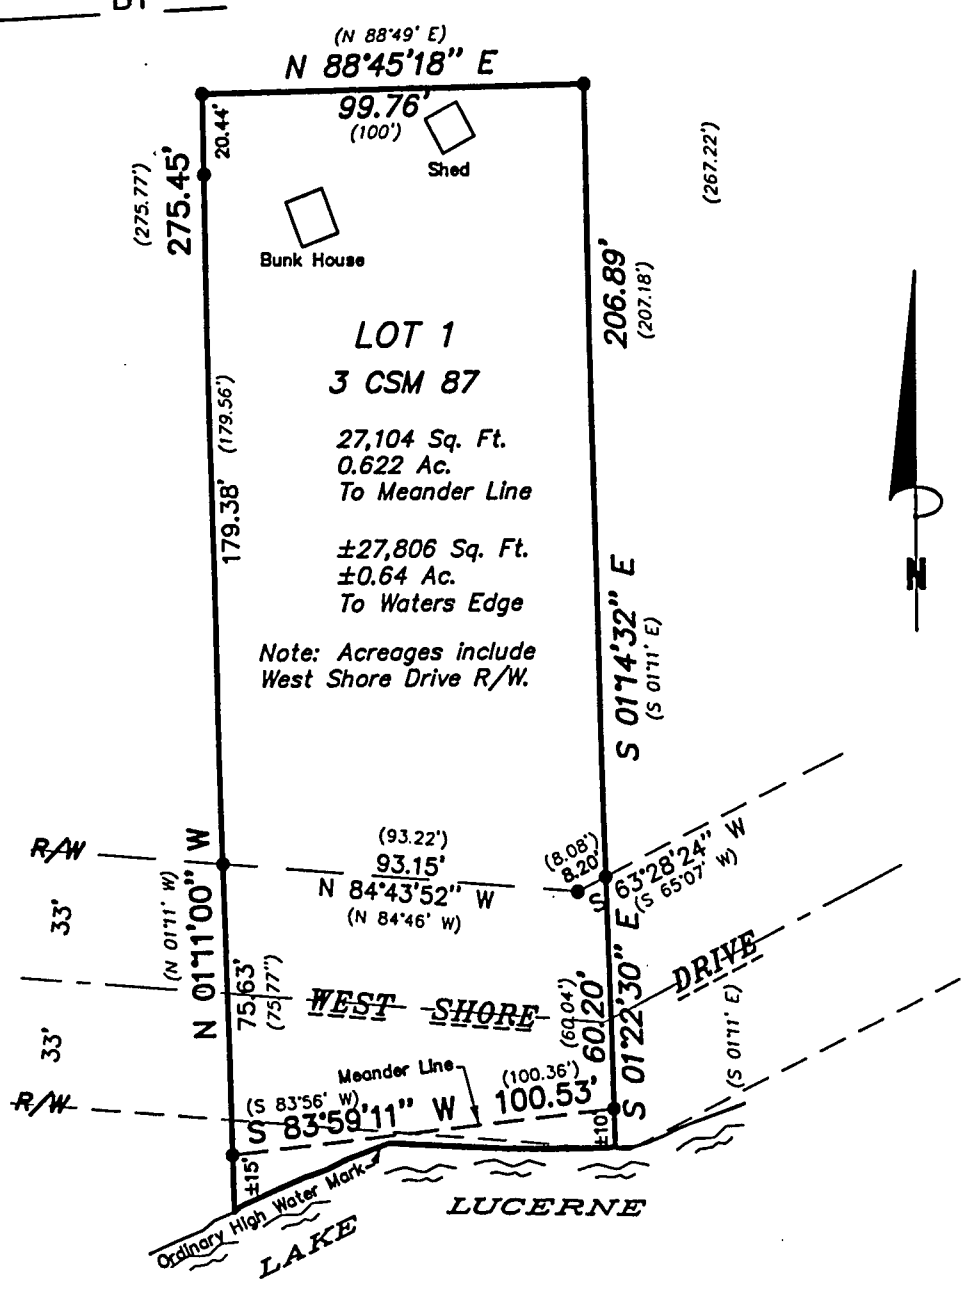 BY
(N 88°49' E)
N 88°45'18" E
99.76'
(100')
20.44'
275.45'
(275.77')
Shed
Bunk House
(267.22')
206.89'
(207.18')
LOT 1
3 CSM 87
27,104 Sq. Ft.
0.622 Ac.
To Meander Line
±27,806 Sq. Ft.
±0.64 Ac.
To Waters Edge
Note: Acreages include
West Shore Drive R/W.
179.38' (179.56')
N
S 01°14'32" E
(S 01°11' E)
R/W
33'
33'
R/W
N 01°11'00" W
(N 01°11' W)
(93.22')
93.15'
N 84°43'52" W
(N 84°46' W)
(8.08')
8.20'
S 63°28'24" W
(S 65°07' W)
75.63'
(75.77')
WEST SHORE DRIVE
(60.04')
60.20'
S 01°22'30" E
(S 01°11' E)
Meander Line
(100.36')
100.53'
(S 83°56' W)
S 83°59'11" W
±10'
±15'
Ordinary High Water Mark
LAKE LUCERNE